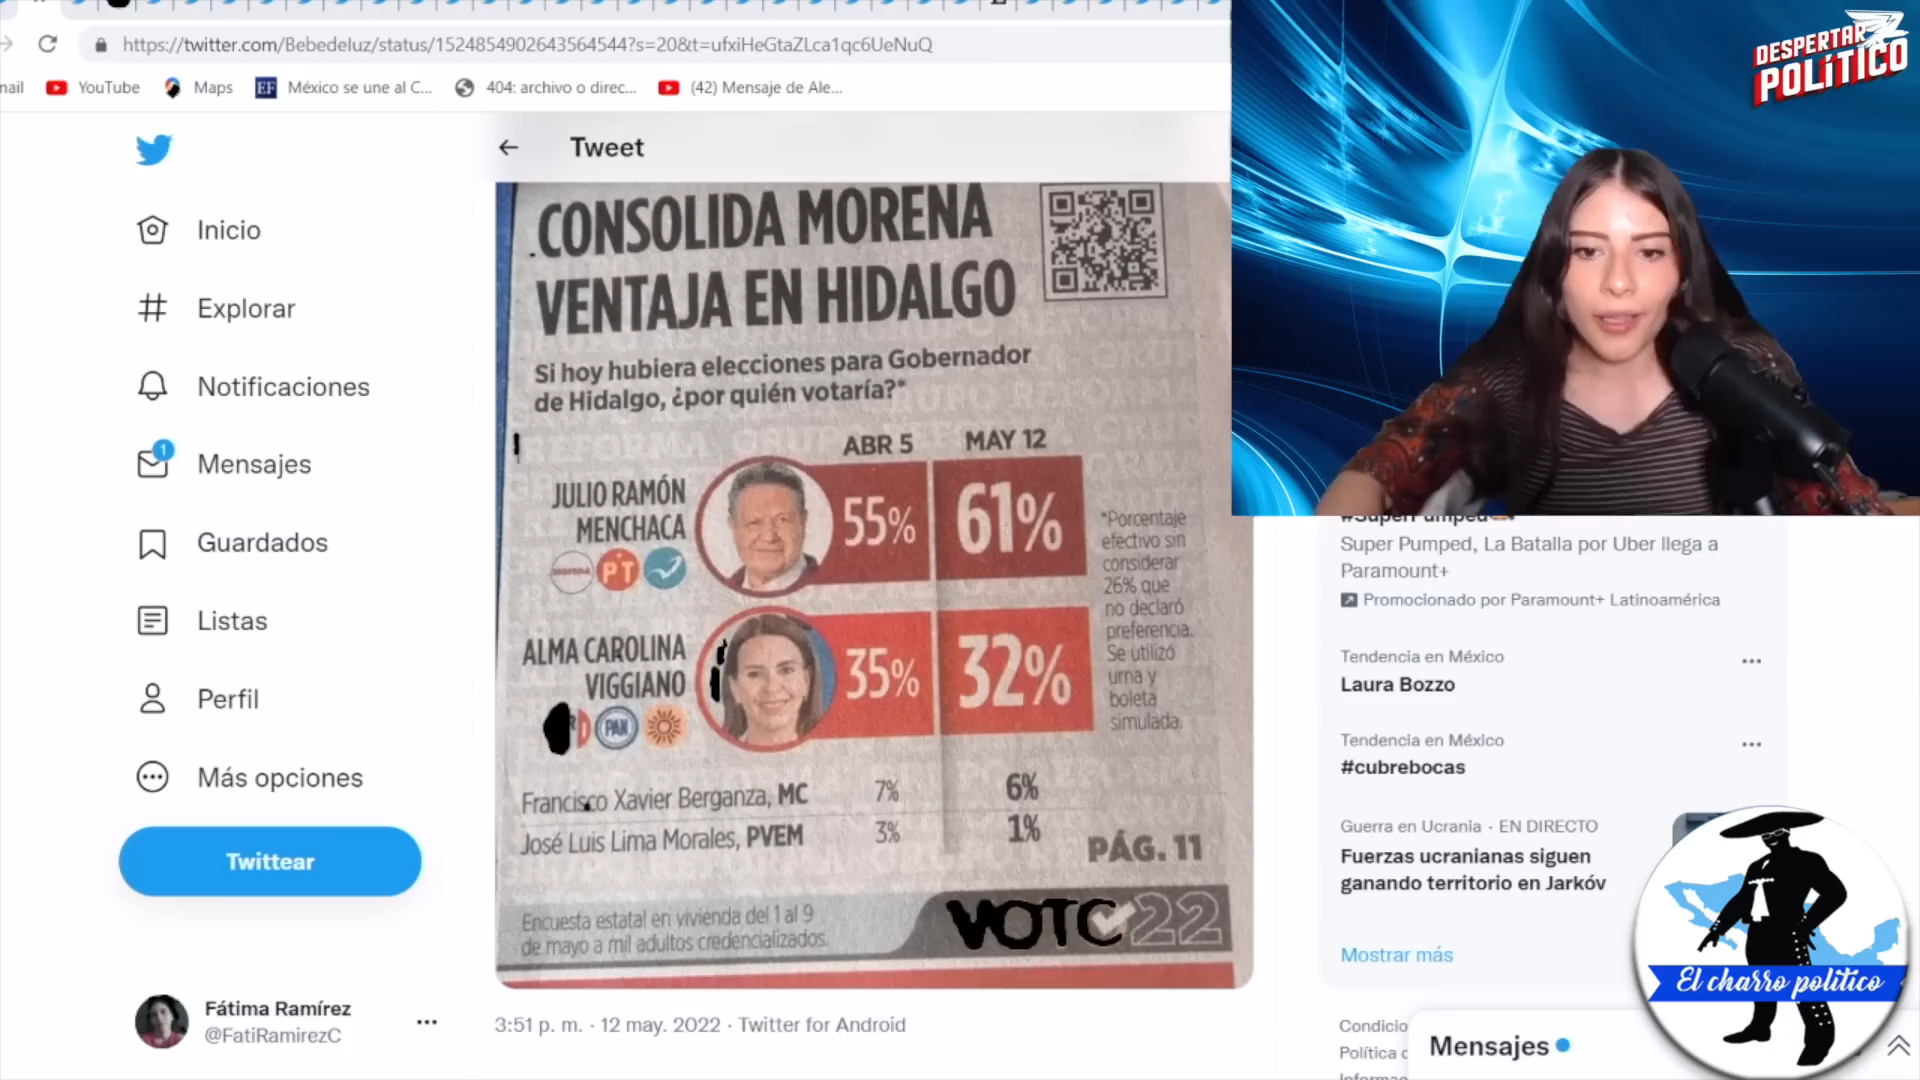 https://twitter.com/Bebedeluz/status/1524854902643564544?s=20&t=ufxiHeGtaZLca1qc6UeNuQ
YouTube
Maps
EF México se une al C...
404: archivo o direc...
(42) Mensaje de Ale...
DESPERTAR
POLÍTICO
Inicio
Explorar
Notificaciones
1
Mensajes
Guardados
Listas
Perfil
Más opciones
Twittear
Fátima Ramírez
@FatiRamirezC
Tweet
CONSOLIDA MORENA
VENTAJA EN HIDALGO
Si hoy hubiera elecciones para Gobernador
de Hidalgo, ¿por quién votaría?*
ABR 5 MAY 12
JULIO RAMÓN
MENCHACA
morena PT
55% 61%
ALMA CAROLINA
VIGGIANO
PAN
35% 32%
*Porcentaje
efectivo sin
considerar
26% que
no declaró
preferencia.
Se utilizó
urna y
boleta
simulada.
Francisco Xavier Berganza, MC 7% 6%
José Luis Lima Morales, PVEM 3% 1%
PÁG. 11
Encuesta estatal en vivienda del 1 al 9
de mayo a mil adultos credencializados.
22
3:51 p. m. · 12 may. 2022 · Twitter for Android
Super Pumped, La Batalla por Uber llega a
Paramount+
Promocionado por Paramount+ Latinoamérica
Tendencia en México
Laura Bozzo
Tendencia en México
#cubrebocas
Guerra en Ucrania · EN DIRECTO
Fuerzas ucranianas siguen
ganando territorio en Jarkóv
Mostrar más
Mensajes
El charro político